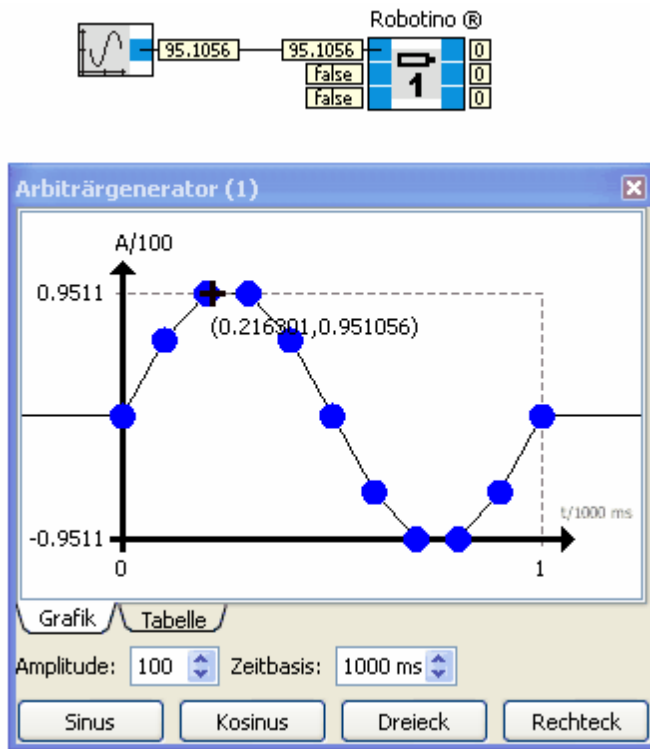 Robotino ®
95.1056 95.1056 0
false 1 0
false 0
Arbiträrgenerator (1)
A/100
0.9511
(0.216301,0.951056)
t/1000 ms
-0.9511
0 1
Grafik Tabelle
Amplitude: 100 Zeitbasis: 1000 ms
Sinus Kosinus Dreieck Rechteck